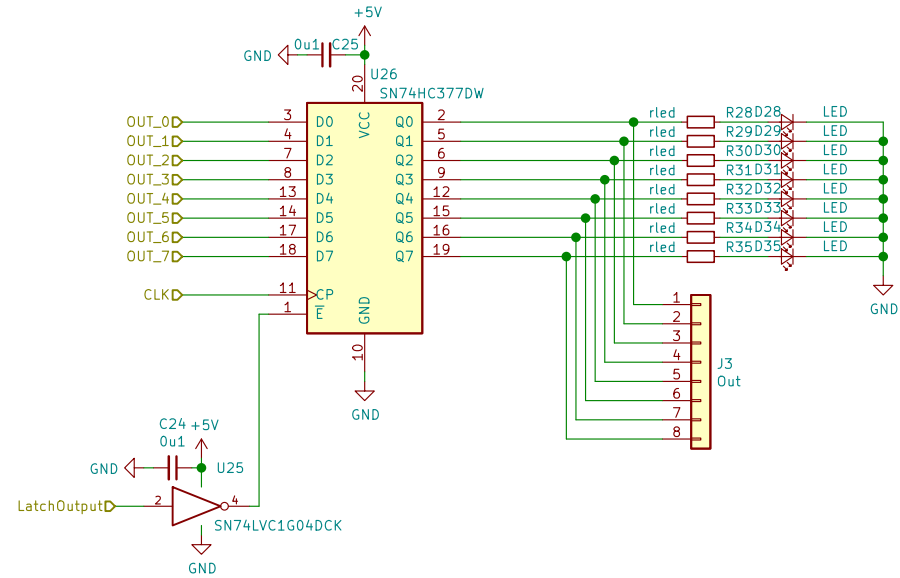 +5V
0u1 C25
GND
20
U26
SN74HC377DW
VCC
OUT_0 3 D0 Q0 2 rled R28 D28 LED
OUT_1 4 D1 Q1 5 rled R29 D29 LED
OUT_2 7 D2 Q2 6 rled R30 D30 LED
OUT_3 8 D3 Q3 9 rled R31 D31 LED
OUT_4 13 D4 Q4 12 rled R32 D32 LED
OUT_5 14 D5 Q5 15 rled R33 D33 LED
OUT_6 17 D6 Q6 16 rled R34 D34 LED
OUT_7 18 D7 Q7 19 rled R35 D35 LED
CLK 11 CP
1 E
GND
10
GND
GND
1
2
3
4
5
6
7
8
J3
Out
C24 +5V
0u1
GND
U25
LatchOutput 2 4
SN74LVC1G04DCK
GND